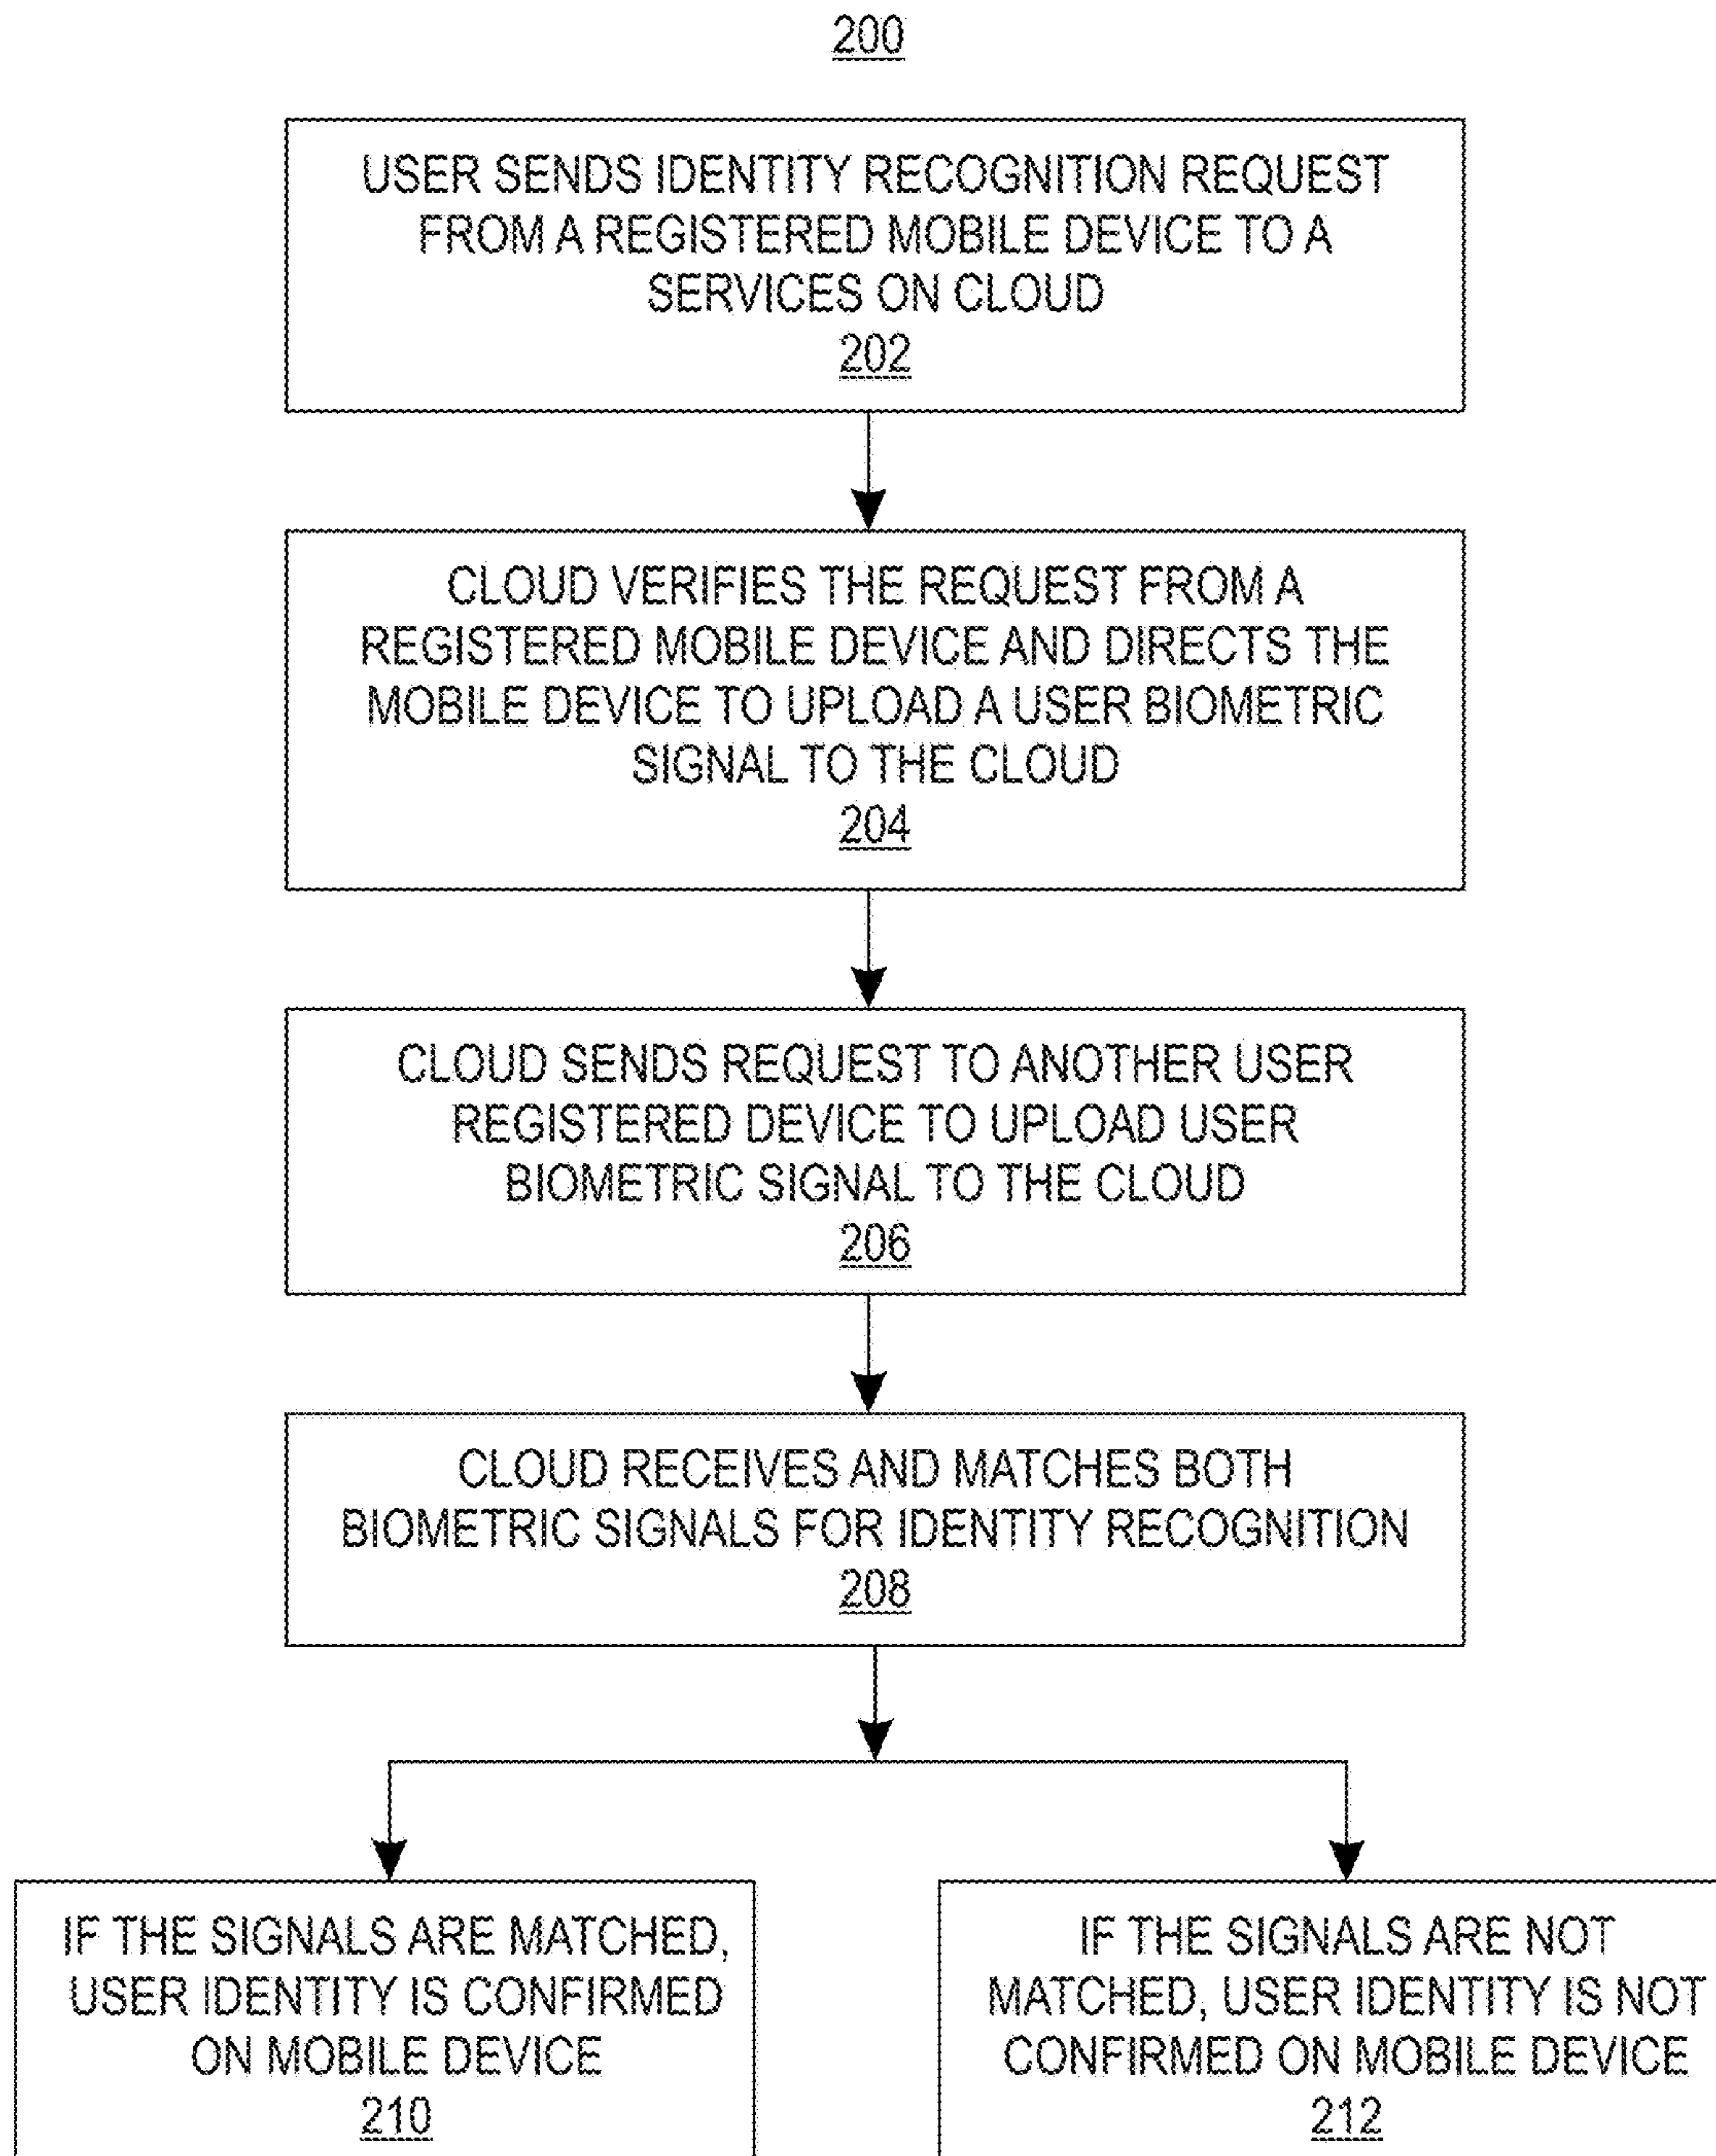 200
USER SENDS IDENTITY RECOGNITION REQUEST
FROM A REGISTERED MOBILE DEVICE TO A
SERVICES ON CLOUD
202
CLOUD VERIFIES THE REQUEST FROM A
REGISTERED MOBILE DEVICE AND DIRECTS THE
MOBILE DEVICE TO UPLOAD A USER BIOMETRIC
SIGNAL TO THE CLOUD
204
CLOUD SENDS REQUEST TO ANOTHER USER
REGISTERED DEVICE TO UPLOAD USER
BIOMETRIC SIGNAL TO THE CLOUD
206
CLOUD RECEIVES AND MATCHES BOTH
BIOMETRIC SIGNALS FOR IDENTITY RECOGNITION
208
IF THE SIGNALS ARE MATCHED,
USER IDENTITY IS CONFIRMED
ON MOBILE DEVICE
210
IF THE SIGNALS ARE NOT
MATCHED, USER IDENTITY IS NOT
CONFIRMED ON MOBILE DEVICE
212